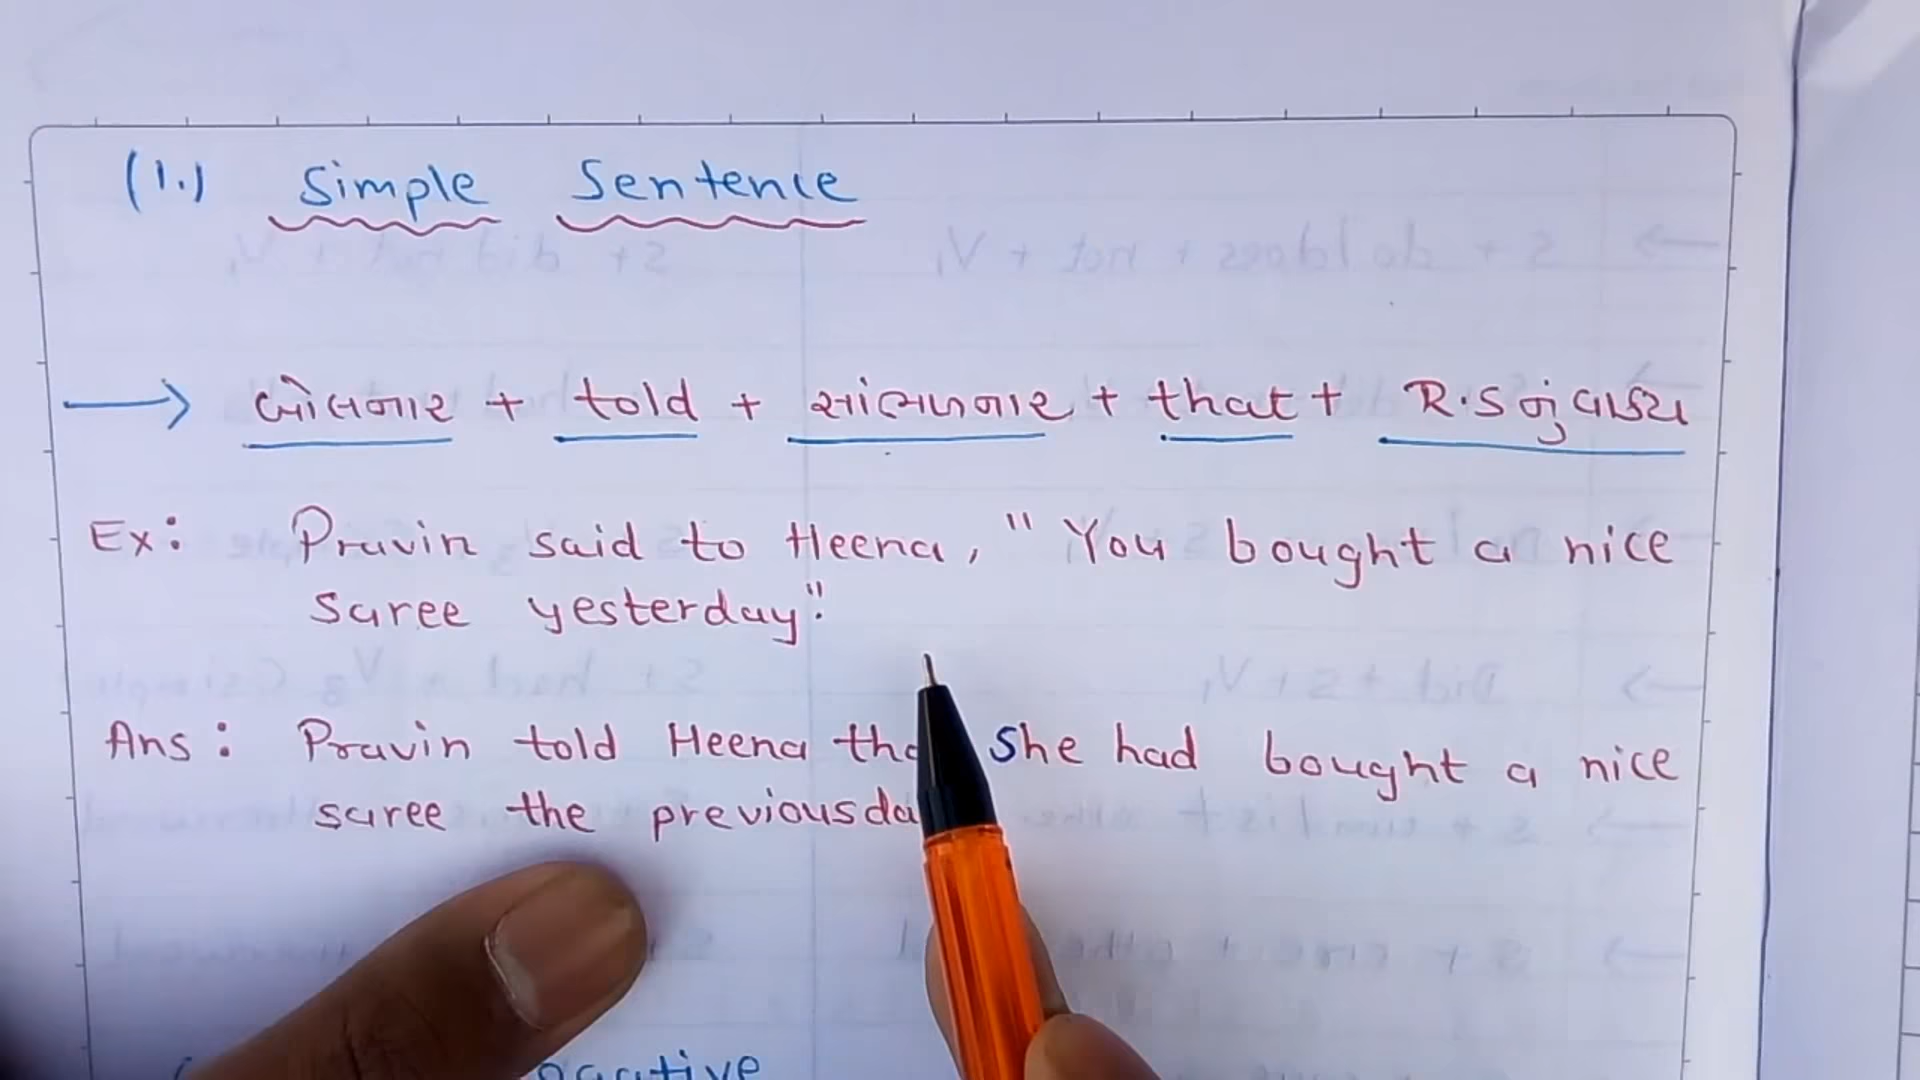 (1.) Simple Sentence
→ બોલનાર + told + સાંભળનાર + that + R.S નું વાક્ય
Ex: Pravin said to Heena, "You bought a nice
saree yesterday".
Ans: Pravin told Heena tha She had bought a nice
saree the previous da